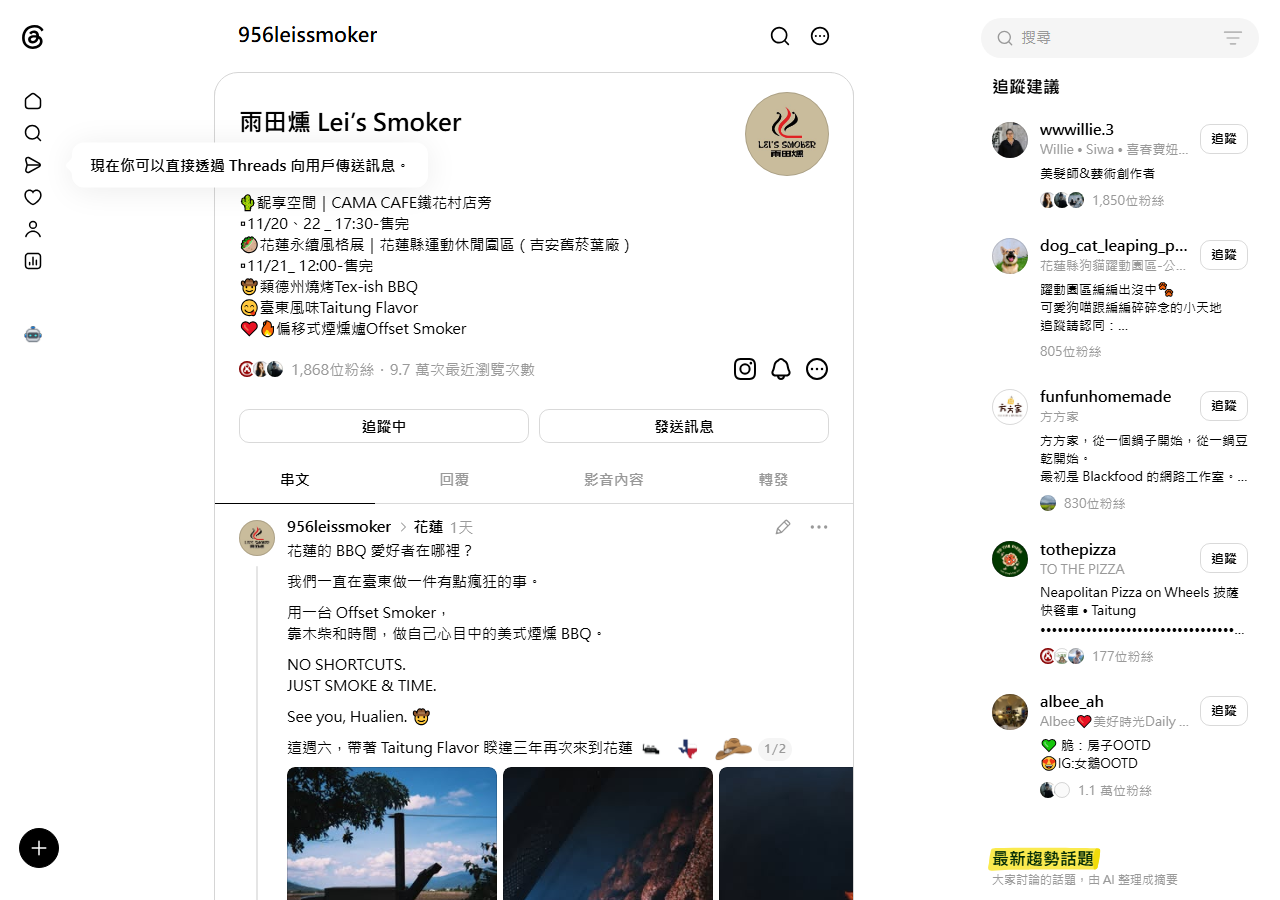 956leissmoker
雨田燻 Lei's Smoker
LEI'S SMOKER
雨田燻
現在你可以直接透過 Threads 向用戶傳送訊息。
🌵貎享空間｜CAMA CAFE鐵花村店旁
▫️11/20、22 _ 17:30-售完
🥙花蓮永續風格展｜花蓮縣運動休閒園區（吉安舊菸葉廠）
▫️11/21_ 12:00-售完
🤠類德州燒烤Tex-ish BBQ
😋臺東風味Taitung Flavor
❤️🔥偏移式煙燻爐Offset Smoker
1,868位粉絲 · 9.7 萬次最近瀏覽次數
追蹤中
發送訊息
串文
回覆
影音內容
轉發
956leissmoker > 花蓮 1天
花蓮的 BBQ 愛好者在哪裡？
我們一直在臺東做一件有點瘋狂的事。
用一台 Offset Smoker，
靠木柴和時間，做自己心目中的美式煙燻 BBQ。
NO SHORTCUTS.
JUST SMOKE & TIME.
See you, Hualien. 🤠
這週六，帶著 Taitung Flavor 睽違三年再次來到花蓮
1/2
搜尋
追蹤建議
wwwillie.3
追蹤
Willie • Siwa • 喜春寶妞...
美髮師&藝術創作者
1,850位粉絲
dog_cat_leaping_p...
追蹤
花蓮縣狗貓躍動園區-公...
躍動園區編編出沒中🐾
可愛狗喵跟編編碎碎念的小天地
追蹤請認同：...
805位粉絲
funfunhomemade
追蹤
方方家
方方家，從一個鍋子開始，從一鍋豆
乾開始。
最初是 Blackfood 的網路工作室。...
830位粉絲
tothepizza
追蹤
TO THE PIZZA
Neapolitan Pizza on Wheels 披薩
快餐車 • Taitung
••••••••••••••••••••••••••••••••••...
177位粉絲
albee_ah
追蹤
Albee❤️美好時光Daily ...
💚 脆：房子OOTD
😍IG:女鵝OOTD
1.1 萬位粉絲
最新趨勢話題
大家討論的話題，由 AI 整理成摘要